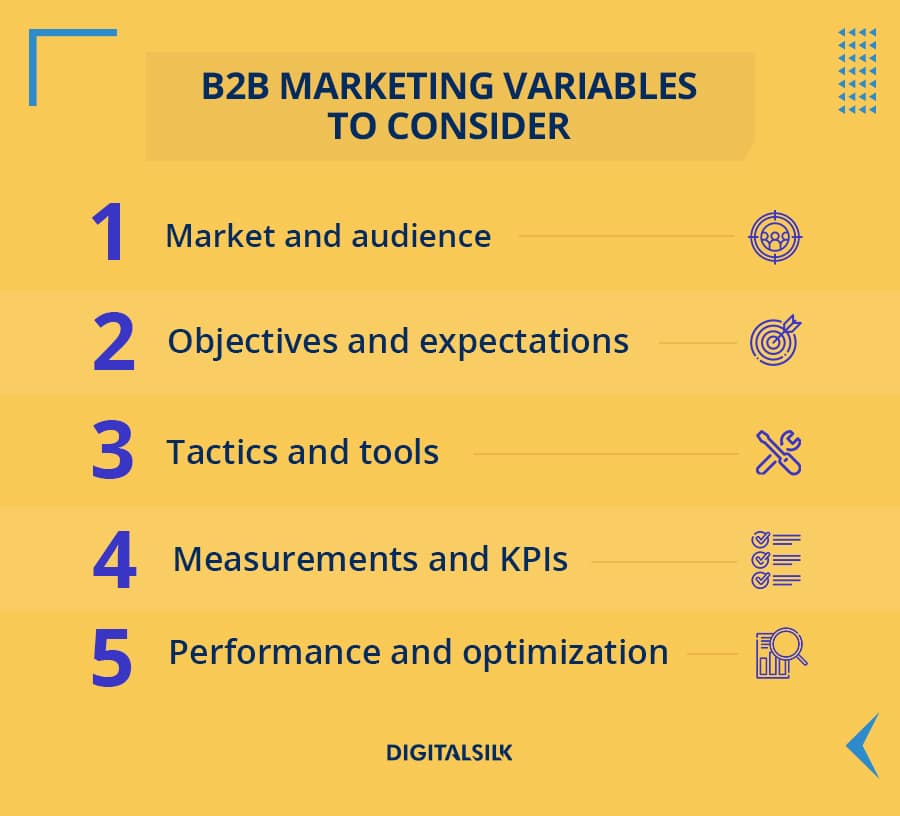 B2B MARKETING VARIABLES
TO CONSIDER
1 Market and audience
2 Objectives and expectations
3 Tactics and tools
4 Measurements and KPIs
5 Performance and optimization
DIGITALSILK